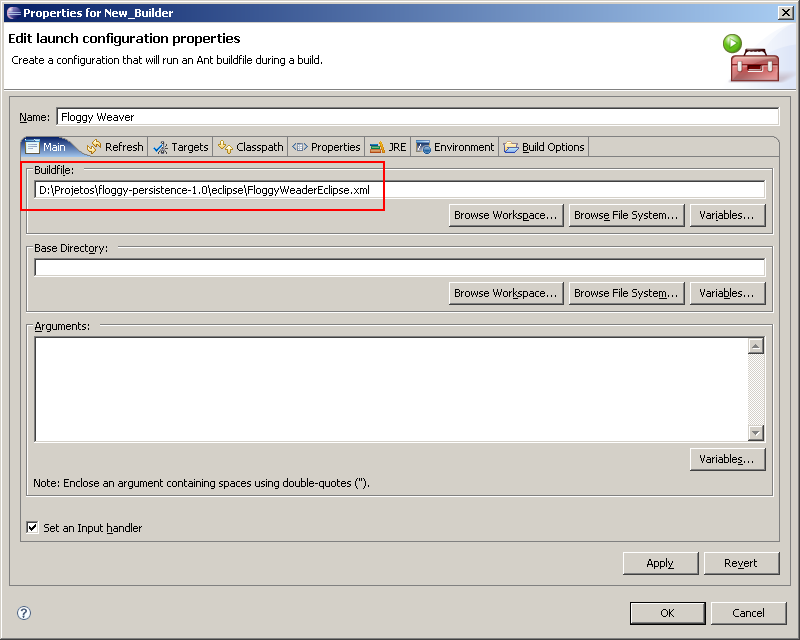 Properties for New_Builder
Edit launch configuration properties
Create a configuration that will run an Ant buildfile during a build.
Name: Floggy Weaver
Main Refresh Targets Classpath Properties JRE Environment Build Options
Buildfile:
D:\Projetos\floggy-persistence-1.0\eclipse\FloggyWeaderEclipse.xml
Browse Workspace... Browse File System... Variables...
Base Directory:
Browse Workspace... Browse File System... Variables...
Arguments:
Variables...
Note: Enclose an argument containing spaces using double-quotes (").
Set an Input handler
Apply Revert
? OK Cancel